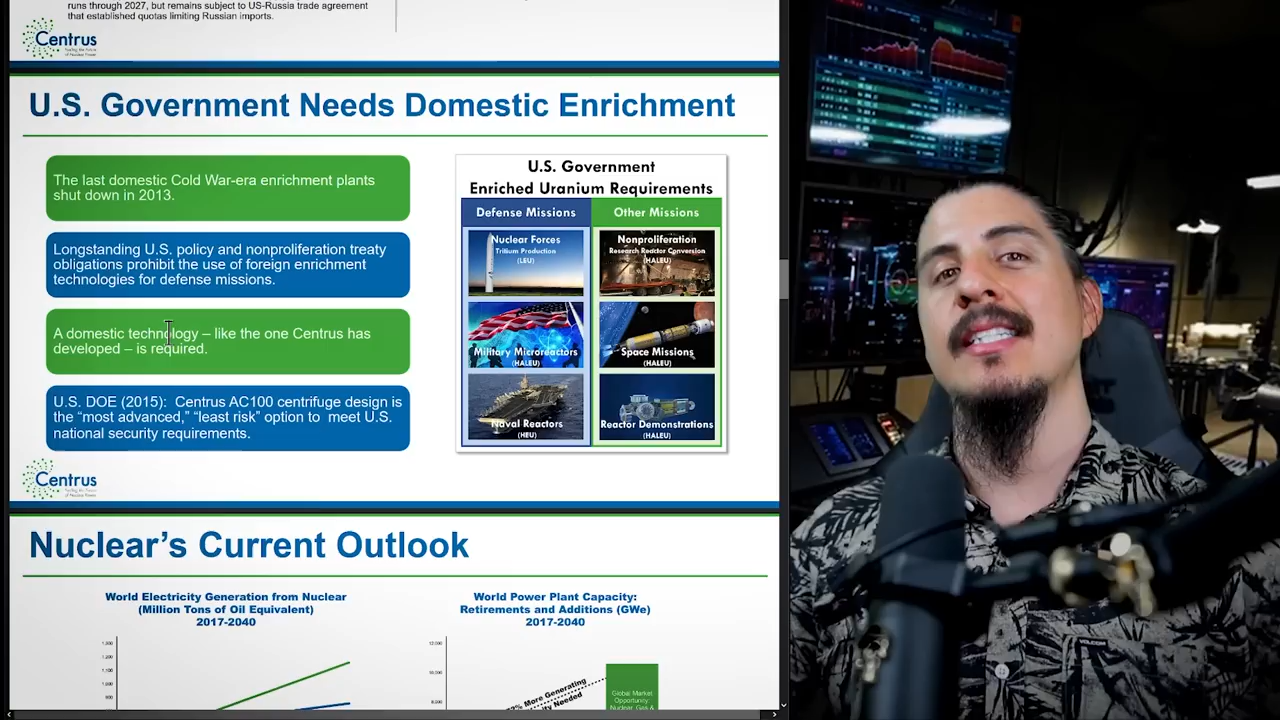 runs through 2027, but remains subject to US-Russia trade agreement
that established quotas limiting Russian imports.
Centrus
U.S. Government Needs Domestic Enrichment
The last domestic Cold War-era enrichment plants
shut down in 2013.
Longstanding U.S. policy and nonproliferation treaty
obligations prohibit the use of foreign enrichment
technologies for defense missions.
A domestic technology – like the one Centrus has
developed – is required.
U.S. DOE (2015): Centrus AC100 centrifuge design is
the “most advanced,” “least risk” option to meet U.S.
national security requirements.
U.S. Government
Enriched Uranium Requirements
Defense Missions
Other Missions
Nuclear Forces
Tritium Production
(LEU)
Nonproliferation
Research Reactor Conversion
(HALEU)
Military Microreactors
(HALEU)
Space Missions
(HALEU)
Naval Reactors
(HEU)
Reactor Demonstrations
(HALEU)
Centrus
Nuclear’s Current Outlook
World Electricity Generation from Nuclear
(Million Tons of Oil Equivalent)
2017-2040
World Power Plant Capacity:
Retirements and Additions (GWe)
2017-2040
% More Generating
Needed
Global Market
Opportunity
Nuclear, Gas &
VOLCOM